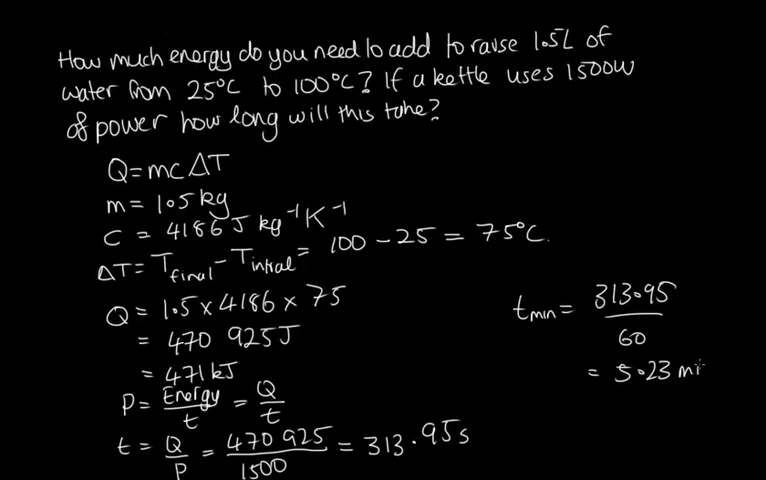 How much energy do you need to add to raise 1.5L of
water from 25°C to 100°C? If a kettle uses 1500W
of power how long will this take?
Q = mcΔT
m = 1.5 kg
C = 4186 J kg⁻¹ K⁻¹
ΔT = T_final - T_initial = 100 - 25 = 75°C.
Q = 1.5 × 4186 × 75
= 470 925 J
= 471 kJ
P = Energy/t = Q/t
t = Q/P = 470 925/1500 = 313.95 s
t_min = 313.95/60
= 5.23 mi